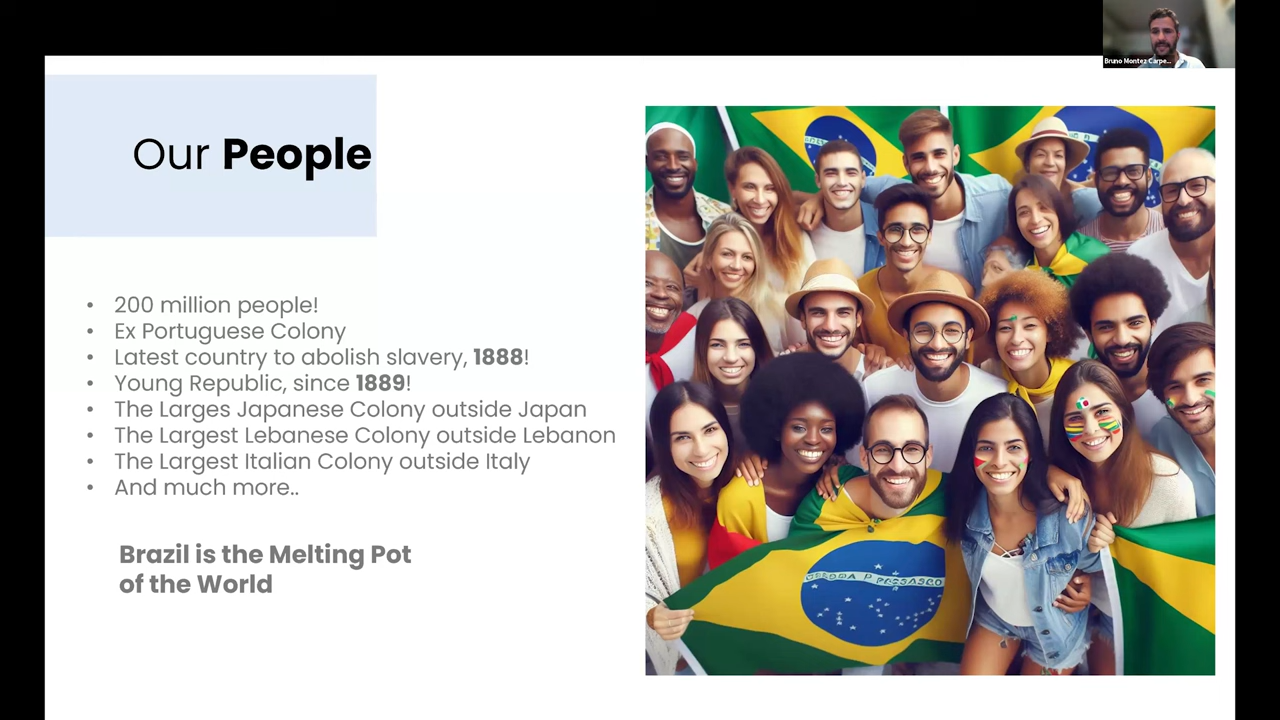 Bruno Montez Carpe...
Our People
• 200 million people!
• Ex Portuguese Colony
• Latest country to abolish slavery, 1888!
• Young Republic, since 1889!
• The Larges Japanese Colony outside Japan
• The Largest Lebanese Colony outside Lebanon
• The Largest Italian Colony outside Italy
• And much more..
Brazil is the Melting Pot
of the World